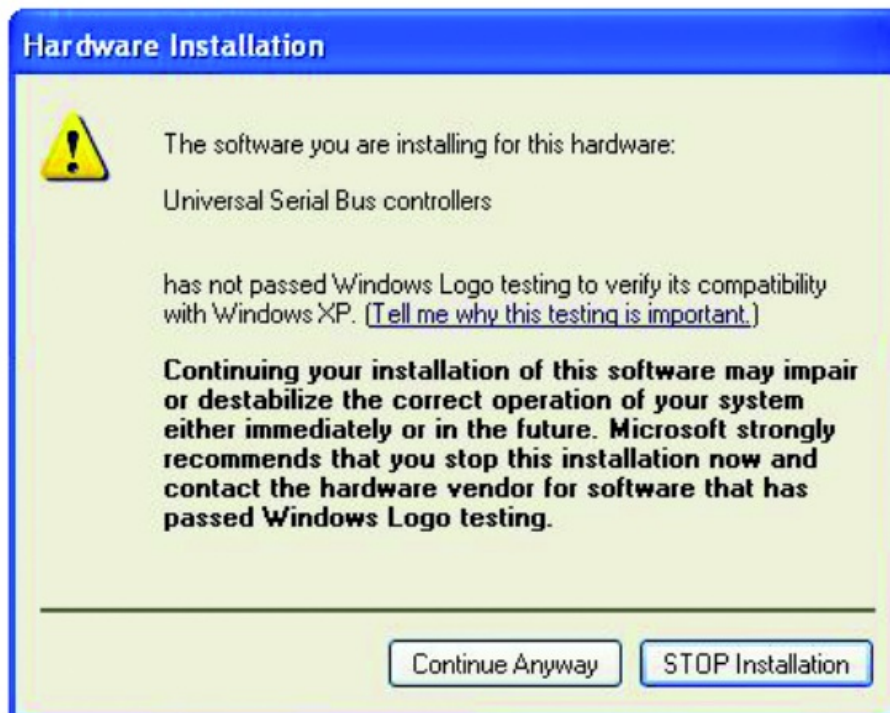 Hardware Installation
The software you are installing for this hardware:
Universal Serial Bus controllers
has not passed Windows Logo testing to verify its compatibility
with Windows XP. (Tell me why this testing is important.)
Continuing your installation of this software may impair
or destabilize the correct operation of your system
either immediately or in the future. Microsoft strongly
recommends that you stop this installation now and
contact the hardware vendor for software that has
passed Windows Logo testing.
Continue Anyway
STOP Installation